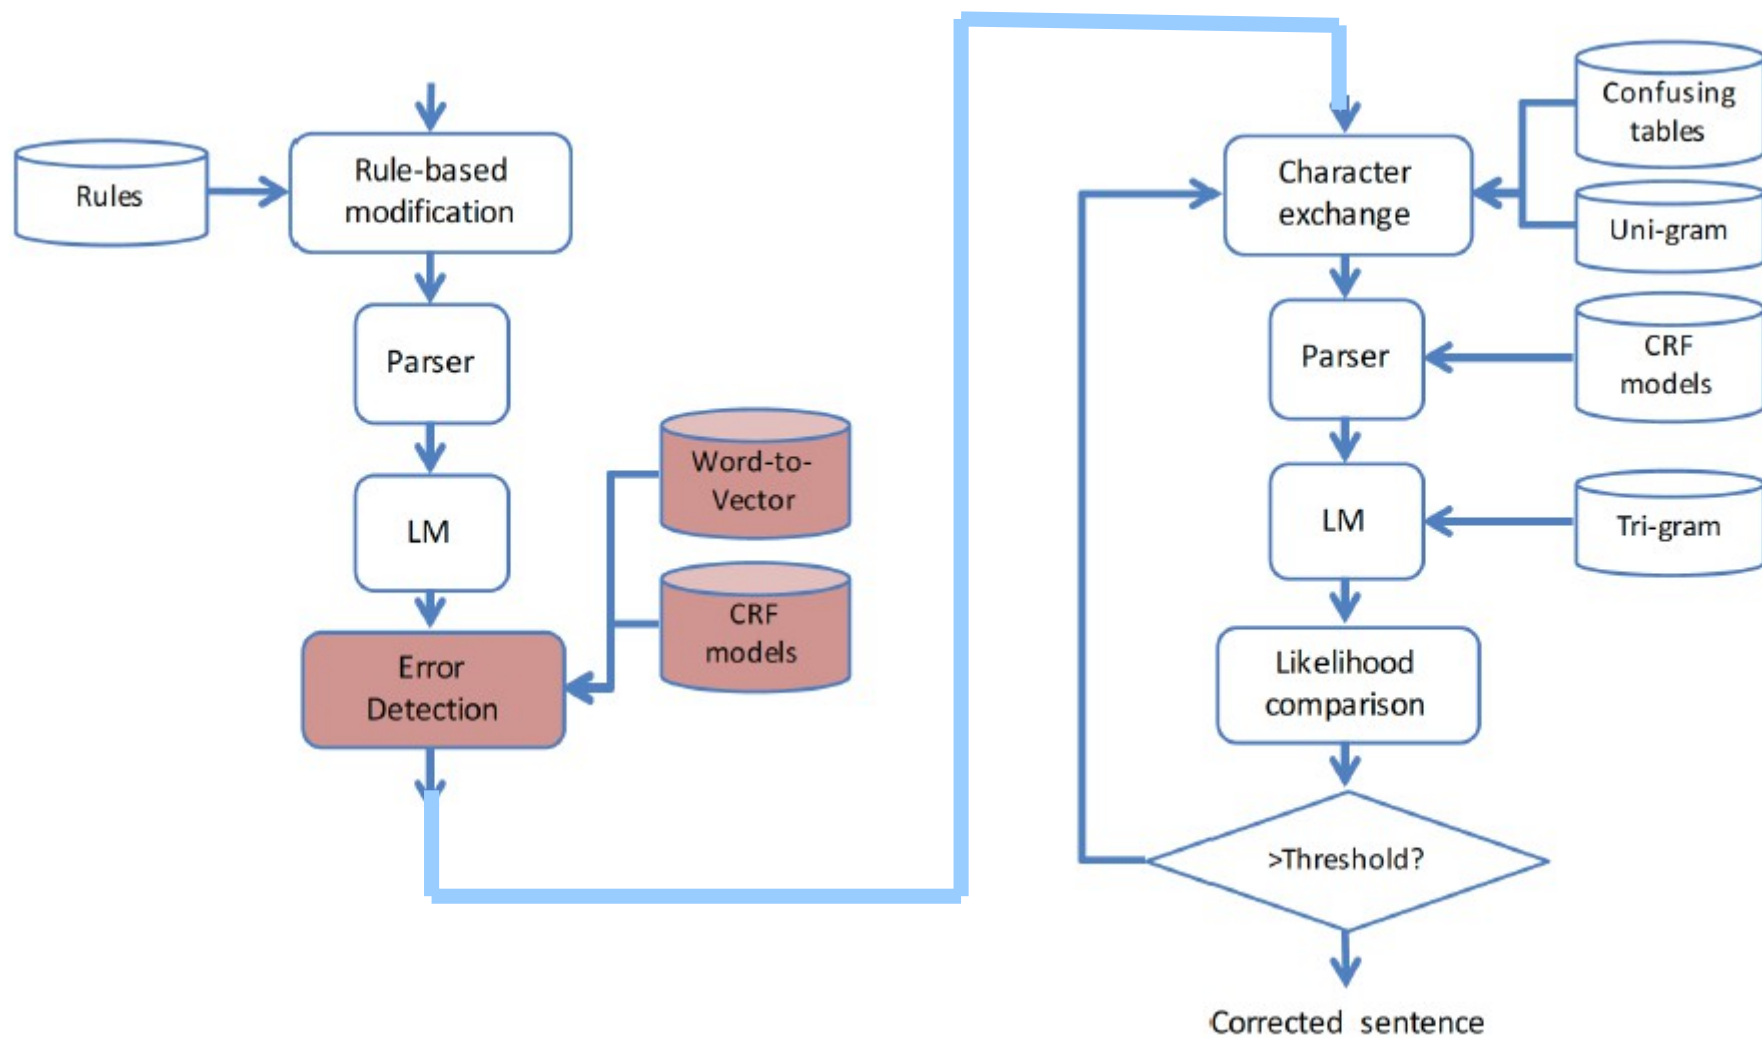 Rules
Rule-based
modification
Parser
LM
Word-to-
Vector
CRF
models
Error
Detection
Character
exchange
Confusing
tables
Uni-gram
Parser
CRF
models
LM
Tri-gram
Likelihood
comparison
>Threshold?
Corrected sentence